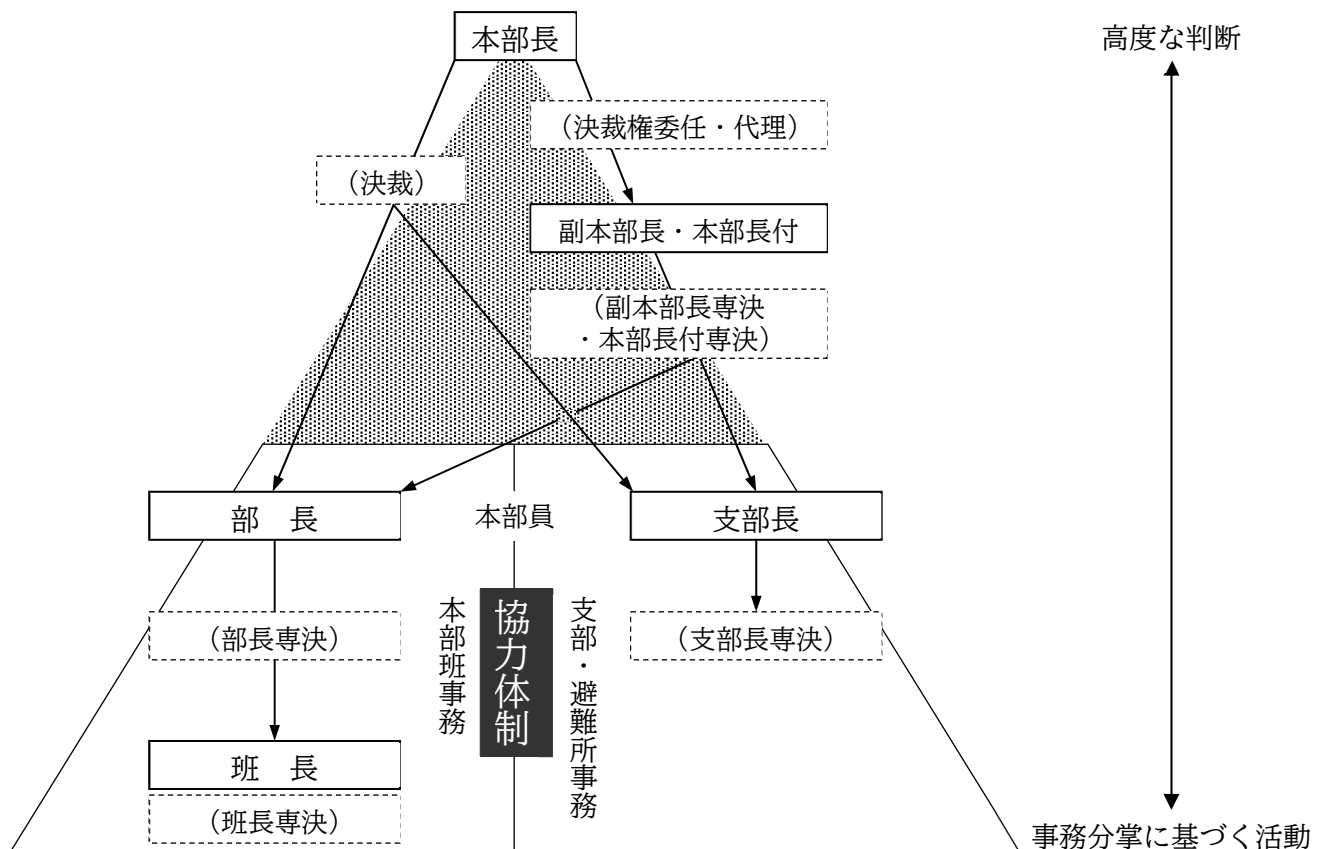 本部長
高度な判断
（決裁権委任・代理）
（決裁）
副本部長・本部長付
（副本部長専決
・本部長付専決）
部　長
本部員
支部長
（部長専決）
本部班事務
協力体制
支部・避難所事務
（支部長専決）
班　長
（班長専決）
事務分掌に基づく活動